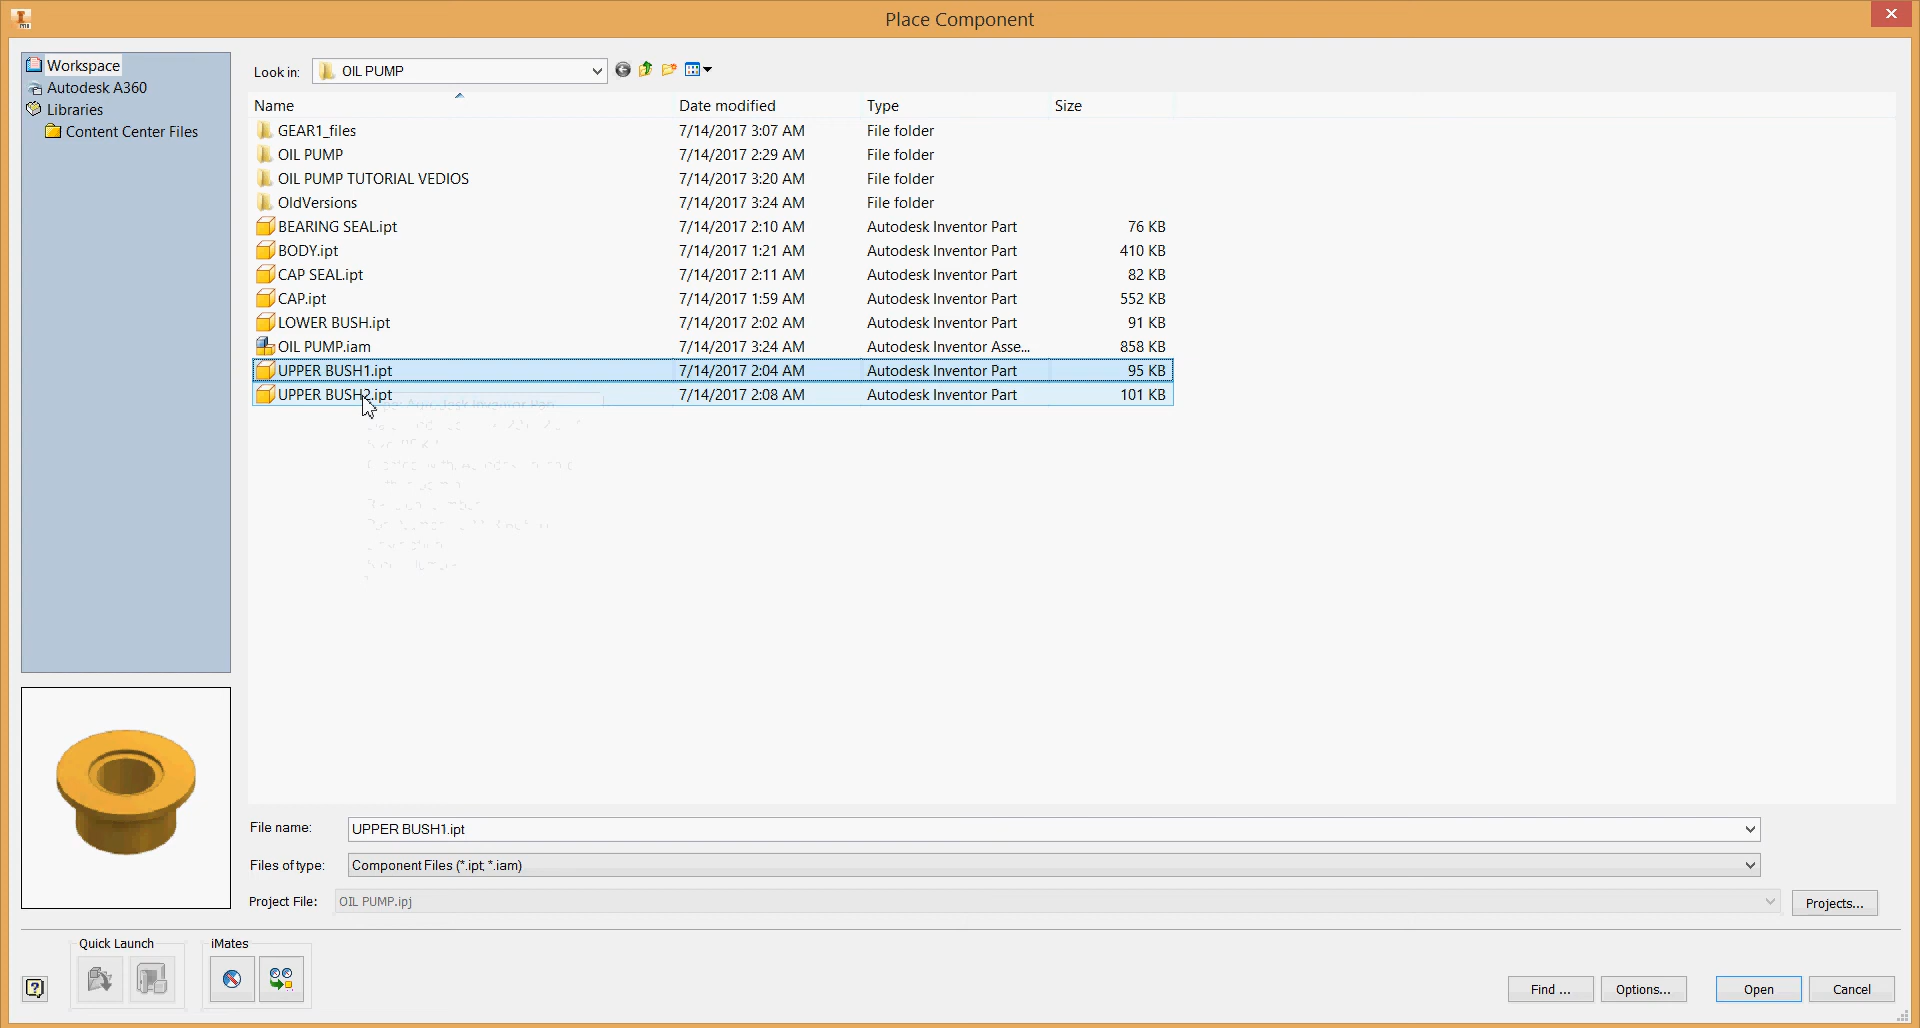 Place Component
Workspace
Autodesk A360
Libraries
Content Center Files
Look in: OIL PUMP
Name Date modified Type Size
GEAR1_files 7/14/2017 3:07 AM File folder
OIL PUMP 7/14/2017 2:29 AM File folder
OIL PUMP TUTORIAL VEDIOS 7/14/2017 3:20 AM File folder
OldVersions 7/14/2017 3:24 AM File folder
BEARING SEAL.ipt 7/14/2017 2:10 AM Autodesk Inventor Part 76 KB
BODY.ipt 7/14/2017 1:21 AM Autodesk Inventor Part 410 KB
CAP SEAL.ipt 7/14/2017 2:11 AM Autodesk Inventor Part 82 KB
CAP.ipt 7/14/2017 1:59 AM Autodesk Inventor Part 552 KB
LOWER BUSH.ipt 7/14/2017 2:02 AM Autodesk Inventor Part 91 KB
OIL PUMP.iam 7/14/2017 3:24 AM Autodesk Inventor Asse... 858 KB
UPPER BUSH1.ipt 7/14/2017 2:04 AM Autodesk Inventor Part 95 KB
UPPER BUSH2.ipt 7/14/2017 2:08 AM Autodesk Inventor Part 101 KB
File name: UPPER BUSH1.ipt
Files of type: Component Files (*.ipt; *.iam)
Project File: OIL PUMP.ipj Projects...
Quick Launch iMates
Find ... Options... Open Cancel